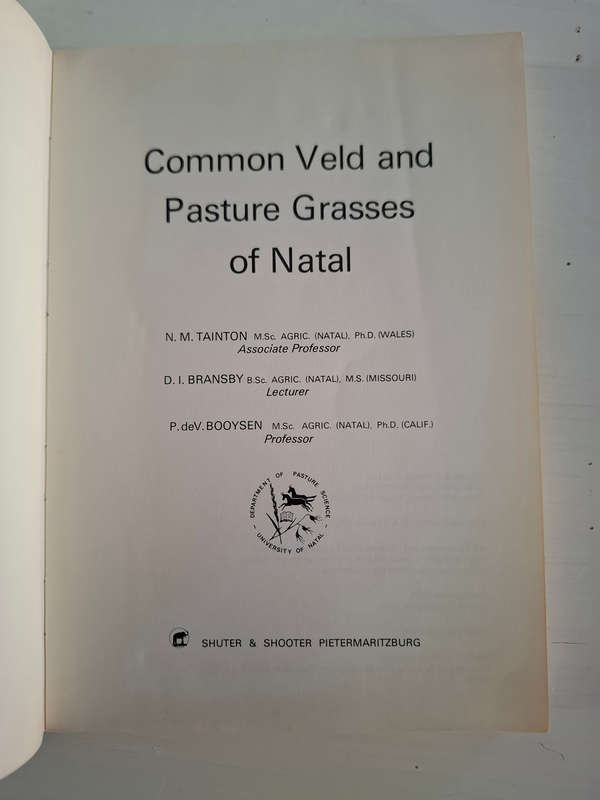 Common Veld and
Pasture Grasses
of Natal
N. M. TAINTON M.Sc. AGRIC. (NATAL), Ph.D. (WALES)
Associate Professor
D. I. BRANSBY B.Sc. AGRIC. (NATAL), M.S. (MISSOURI)
Lecturer
P. deV. BOOYSEN M.Sc. AGRIC. (NATAL), Ph.D. (CALIF.)
Professor
DEPARTMENT OF PASTURE SCIENCE
– UNIVERSITY OF NATAL –
SHUTER & SHOOTER PIETERMARITZBURG